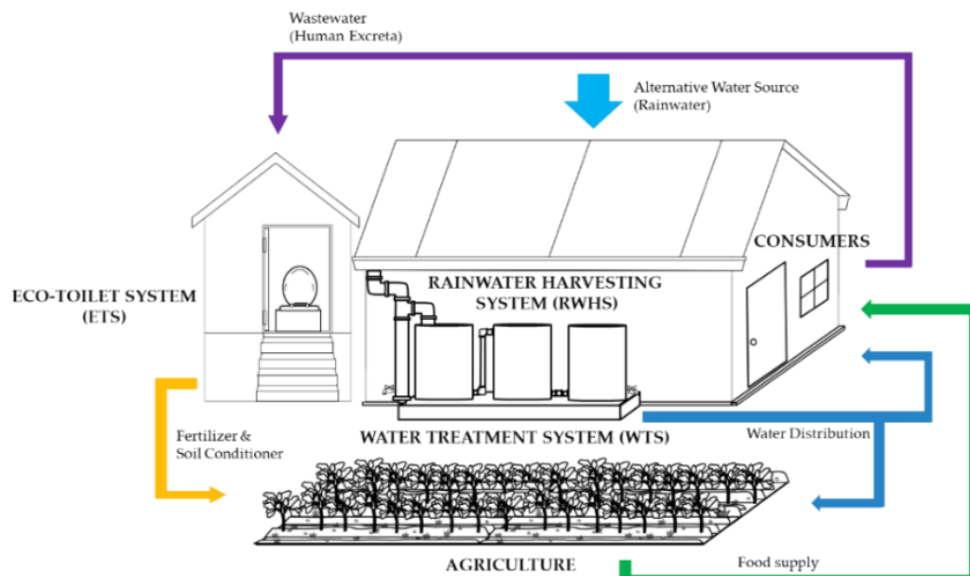 Wastewater
(Human Excreta)
Alternative Water Source
(Rainwater)
CONSUMERS
ECO-TOILET SYSTEM
(ETS)
RAINWATER HARVESTING
SYSTEM (RWHS)
Fertilizer &
Soil Conditioner
WATER TREATMENT SYSTEM (WTS)
Water Distribution
AGRICULTURE
Food supply